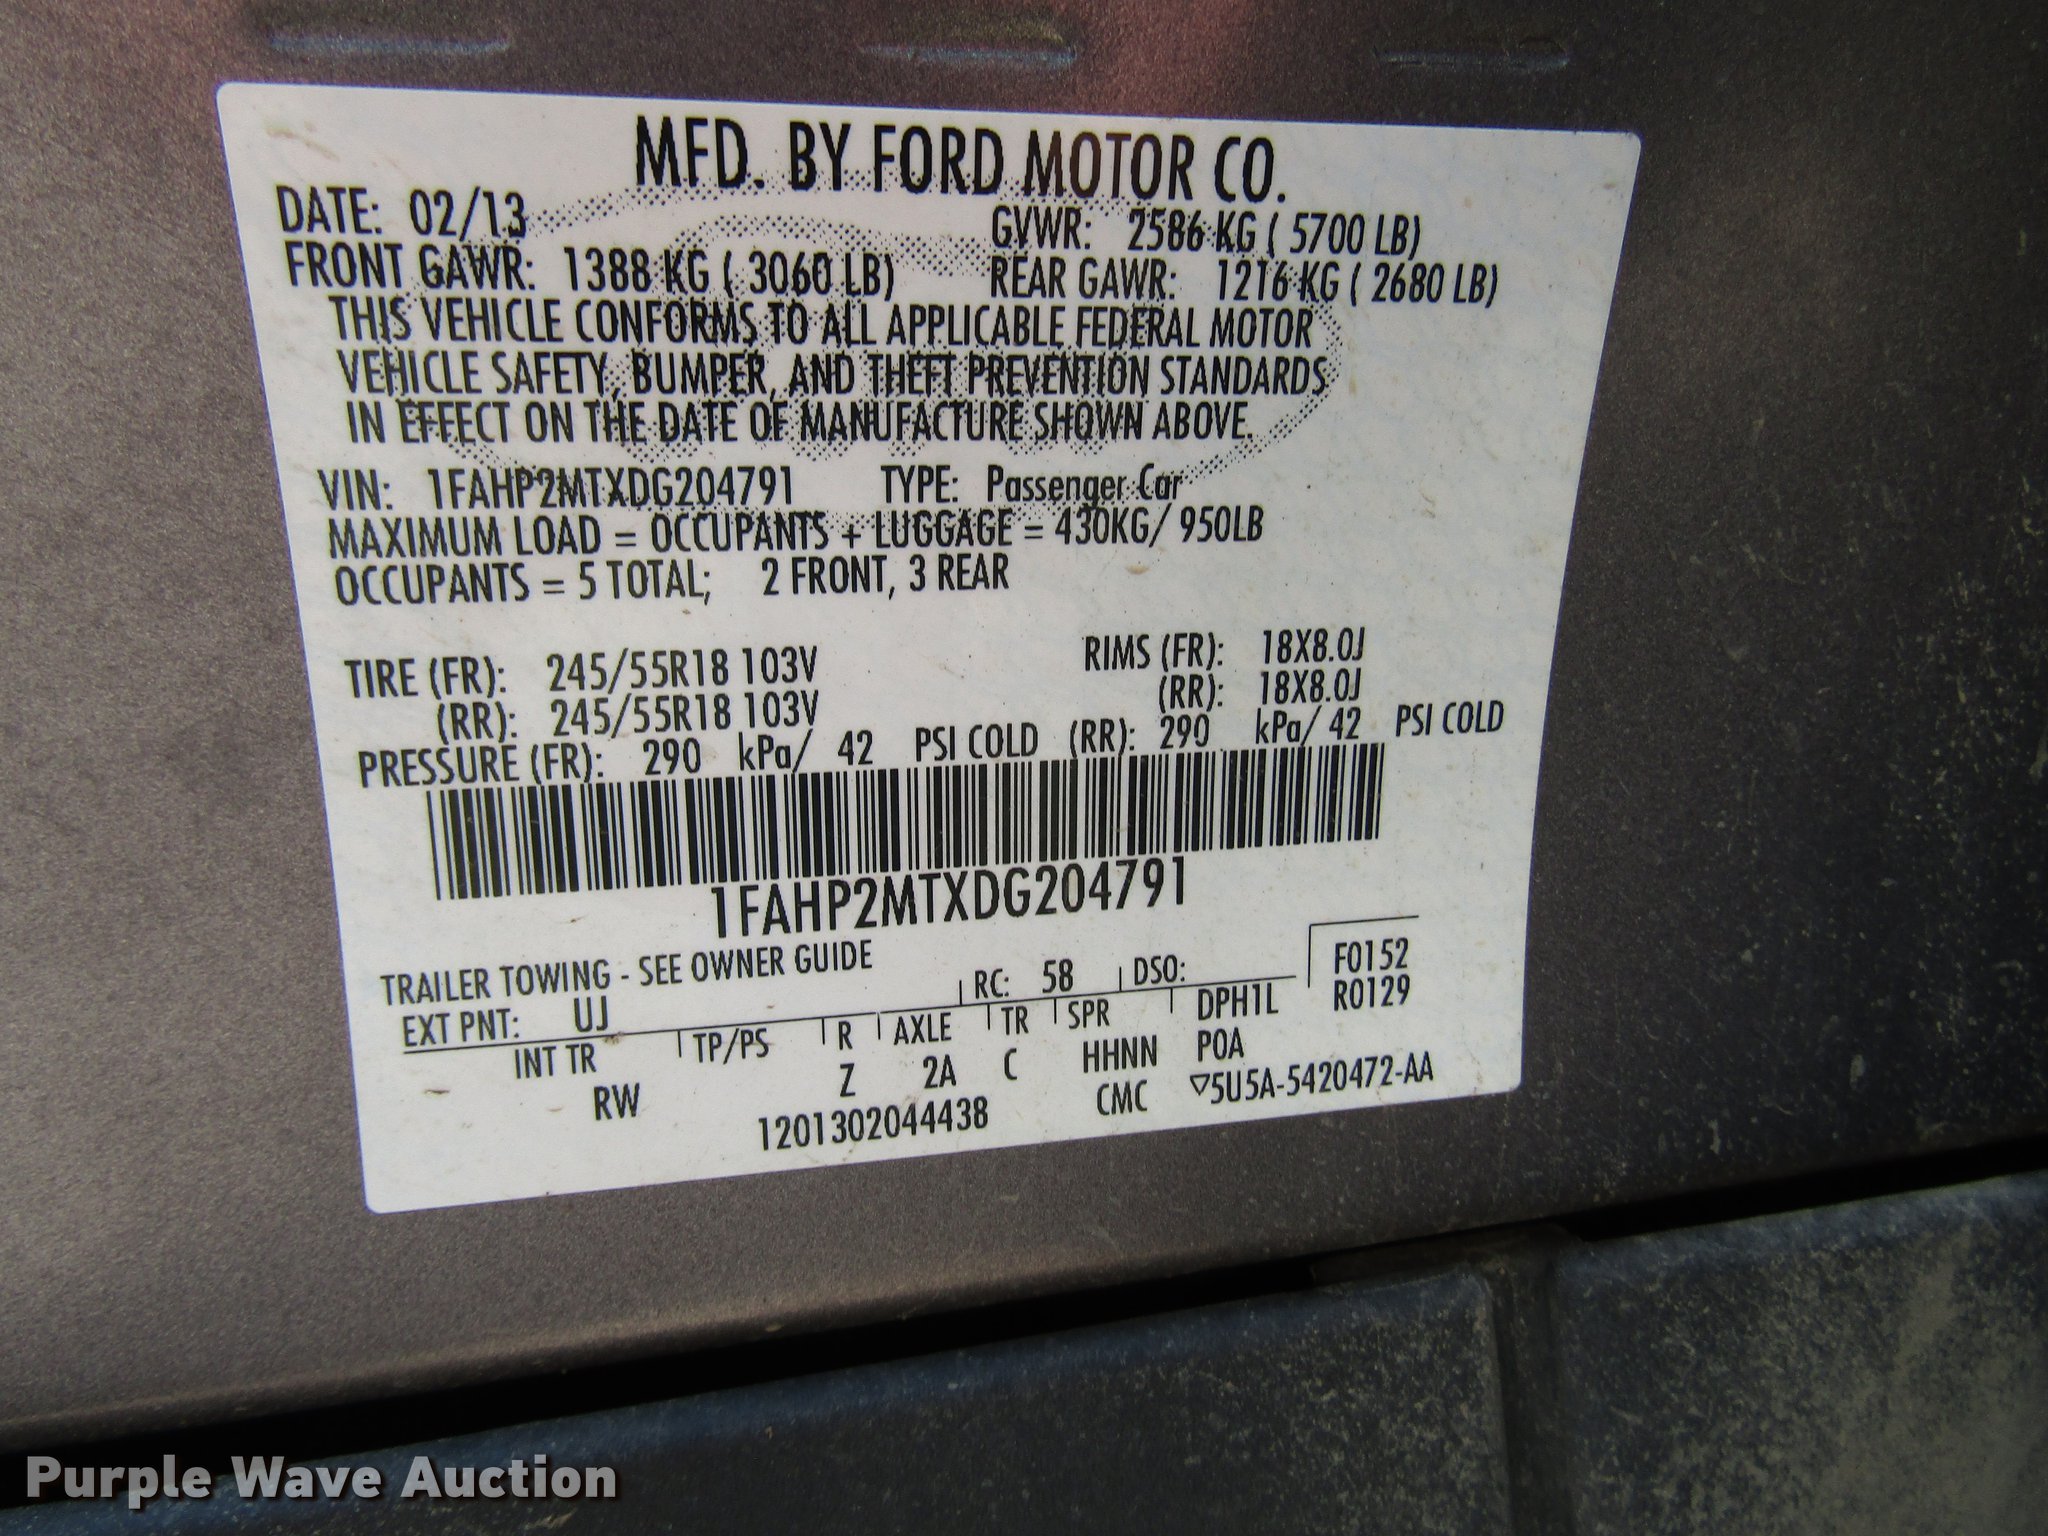 MFD. BY FORD MOTOR CO.
DATE: 02/13 GVWR: 2586 KG ( 5700 LB)
FRONT GAWR: 1388 KG ( 3060 LB) REAR GAWR: 1216 KG ( 2680 LB)
THIS VEHICLE CONFORMS TO ALL APPLICABLE FEDERAL MOTOR
VEHICLE SAFETY, BUMPER, AND THEFT PREVENTION STANDARDS
IN EFFECT ON THE DATE OF MANUFACTURE SHOWN ABOVE.
VIN: 1FAHP2MTXDG204791 TYPE: Passenger Car
MAXIMUM LOAD = OCCUPANTS + LUGGAGE = 430KG/ 950LB
OCCUPANTS = 5 TOTAL; 2 FRONT, 3 REAR
TIRE (FR): 245/55R18 103V RIMS (FR): 18X8.0J
(RR): 245/55R18 103V (RR): 18X8.0J
PRESSURE (FR): 290 kPa/ 42 PSI COLD (RR): 290 kPa/ 42 PSI COLD
1FAHP2MTXDG204791
TRAILER TOWING - SEE OWNER GUIDE
EXT PNT: UJ RC: 58 DSO: F0152
R0129
INT TR TP/PS R AXLE TR SPR DPH1L
RW Z 2A C HHNN POA
1201302044438 CMC ▽5U5A-5420472-AA
Purple Wave Auction